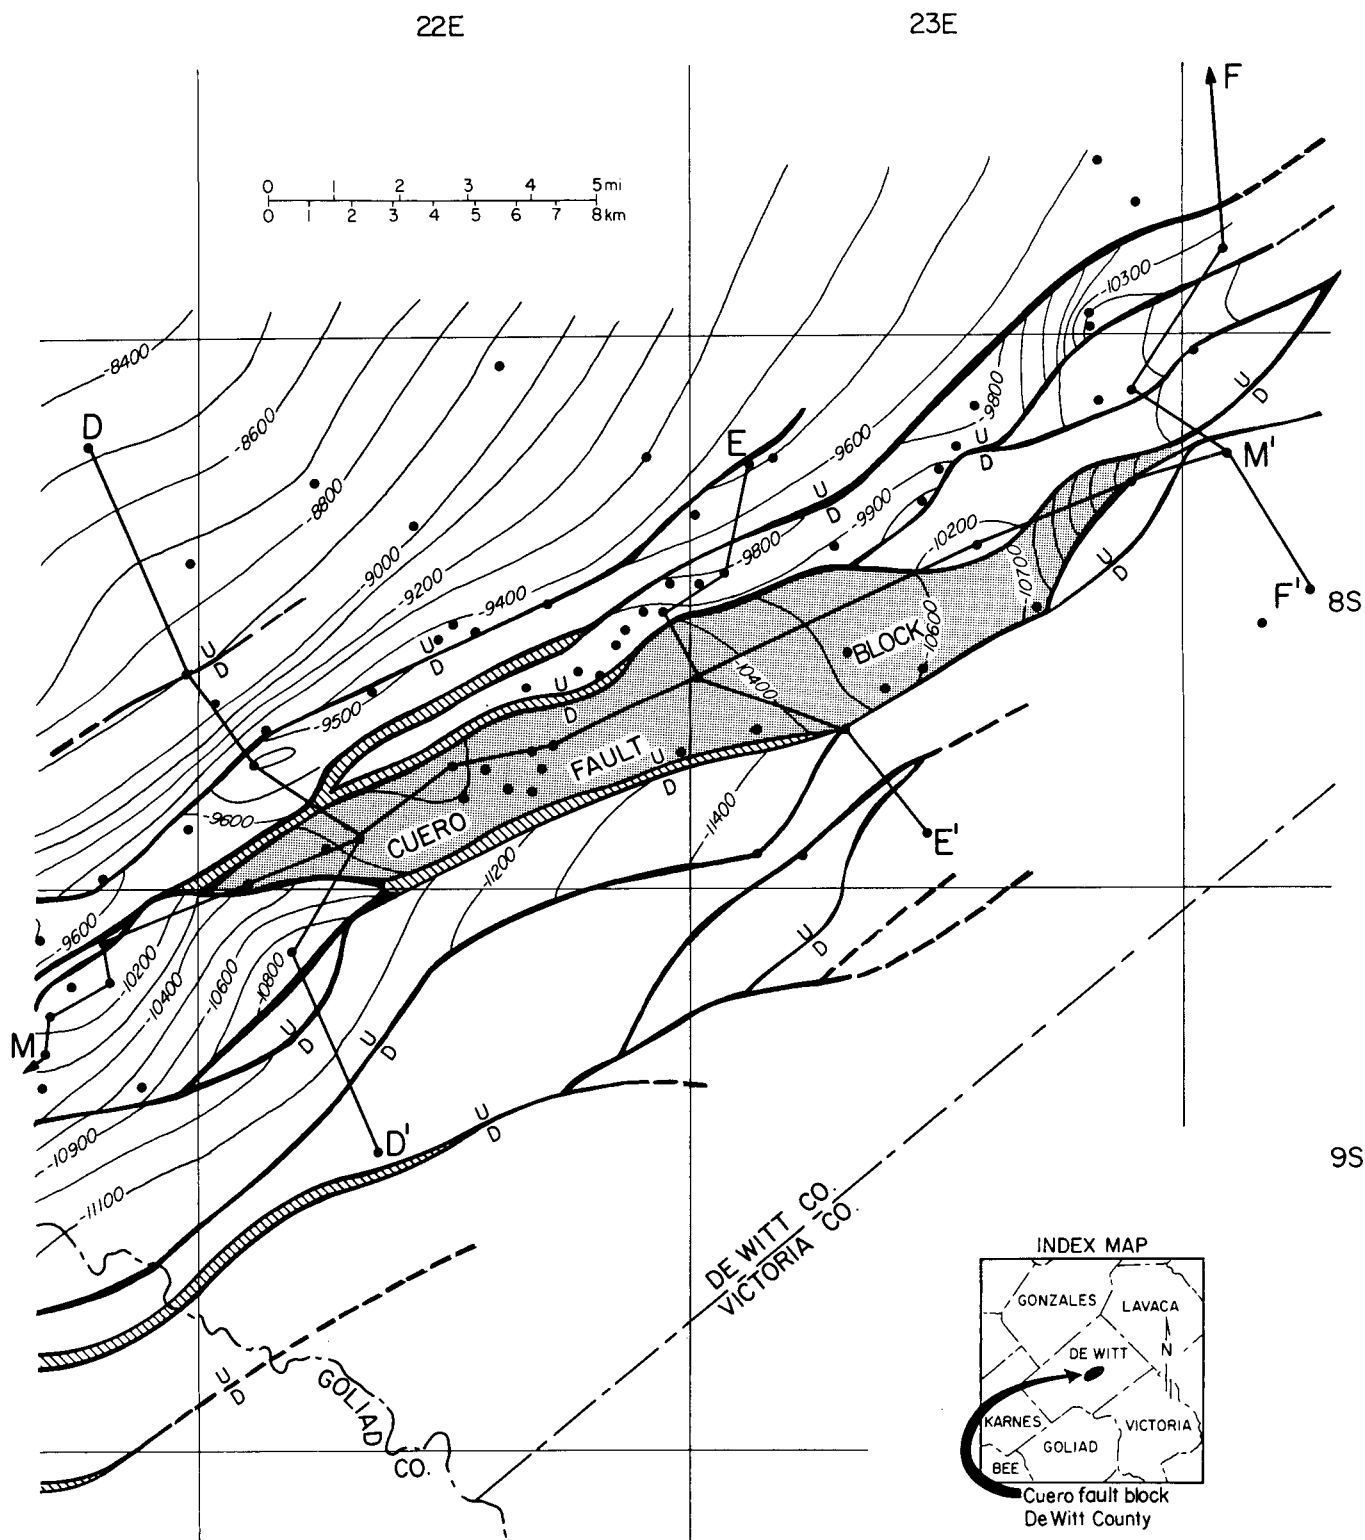 22E
23E
F
0 1 2 3 4 5 mi
0 1 2 3 4 5 6 7 8 km
-10300
-8400
D
-8600
-9800
U
D
E
-9600
M'
-8800
U
D
U
D
-9900
-9000
-9800
-10200
-9200
-10700
U
D
F'
8S
-9400
-10600
U
D
U
D
BLOCK
-10400
U
D
-9500
FAULT
U
D
-9600
CUERO
-11400
E'
-11200
-9600
U
D
-10200
-10400
-10600
-10800
M
U
D
U
D
-10900
D'
U
D
9S
-11100
DE WITT CO.
VICTORIA CO.
INDEX MAP
GONZALES
LAVACA
N
DE WITT
U
D
GOLIAD
CO.
KARNES
GOLIAD
VICTORIA
BEE
Cuero fault block
De Witt County